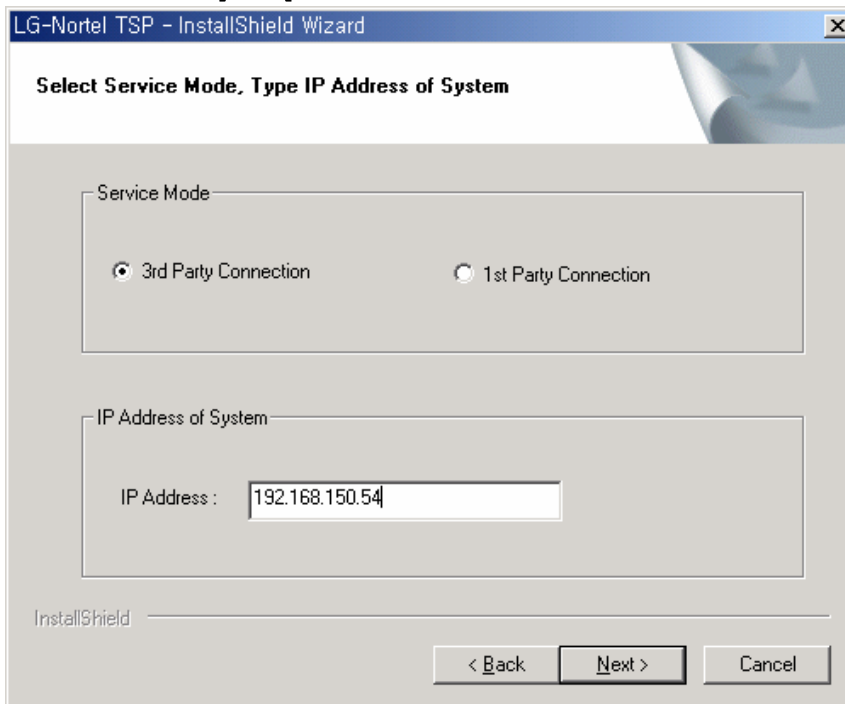 LG-Nortel TSP - InstallShield Wizard
Select Service Mode, Type IP Address of System
Service Mode
3rd Party Connection
1st Party Connection
IP Address of System
IP Address :
192.168.150.54
InstallShield
< Back
Next >
Cancel